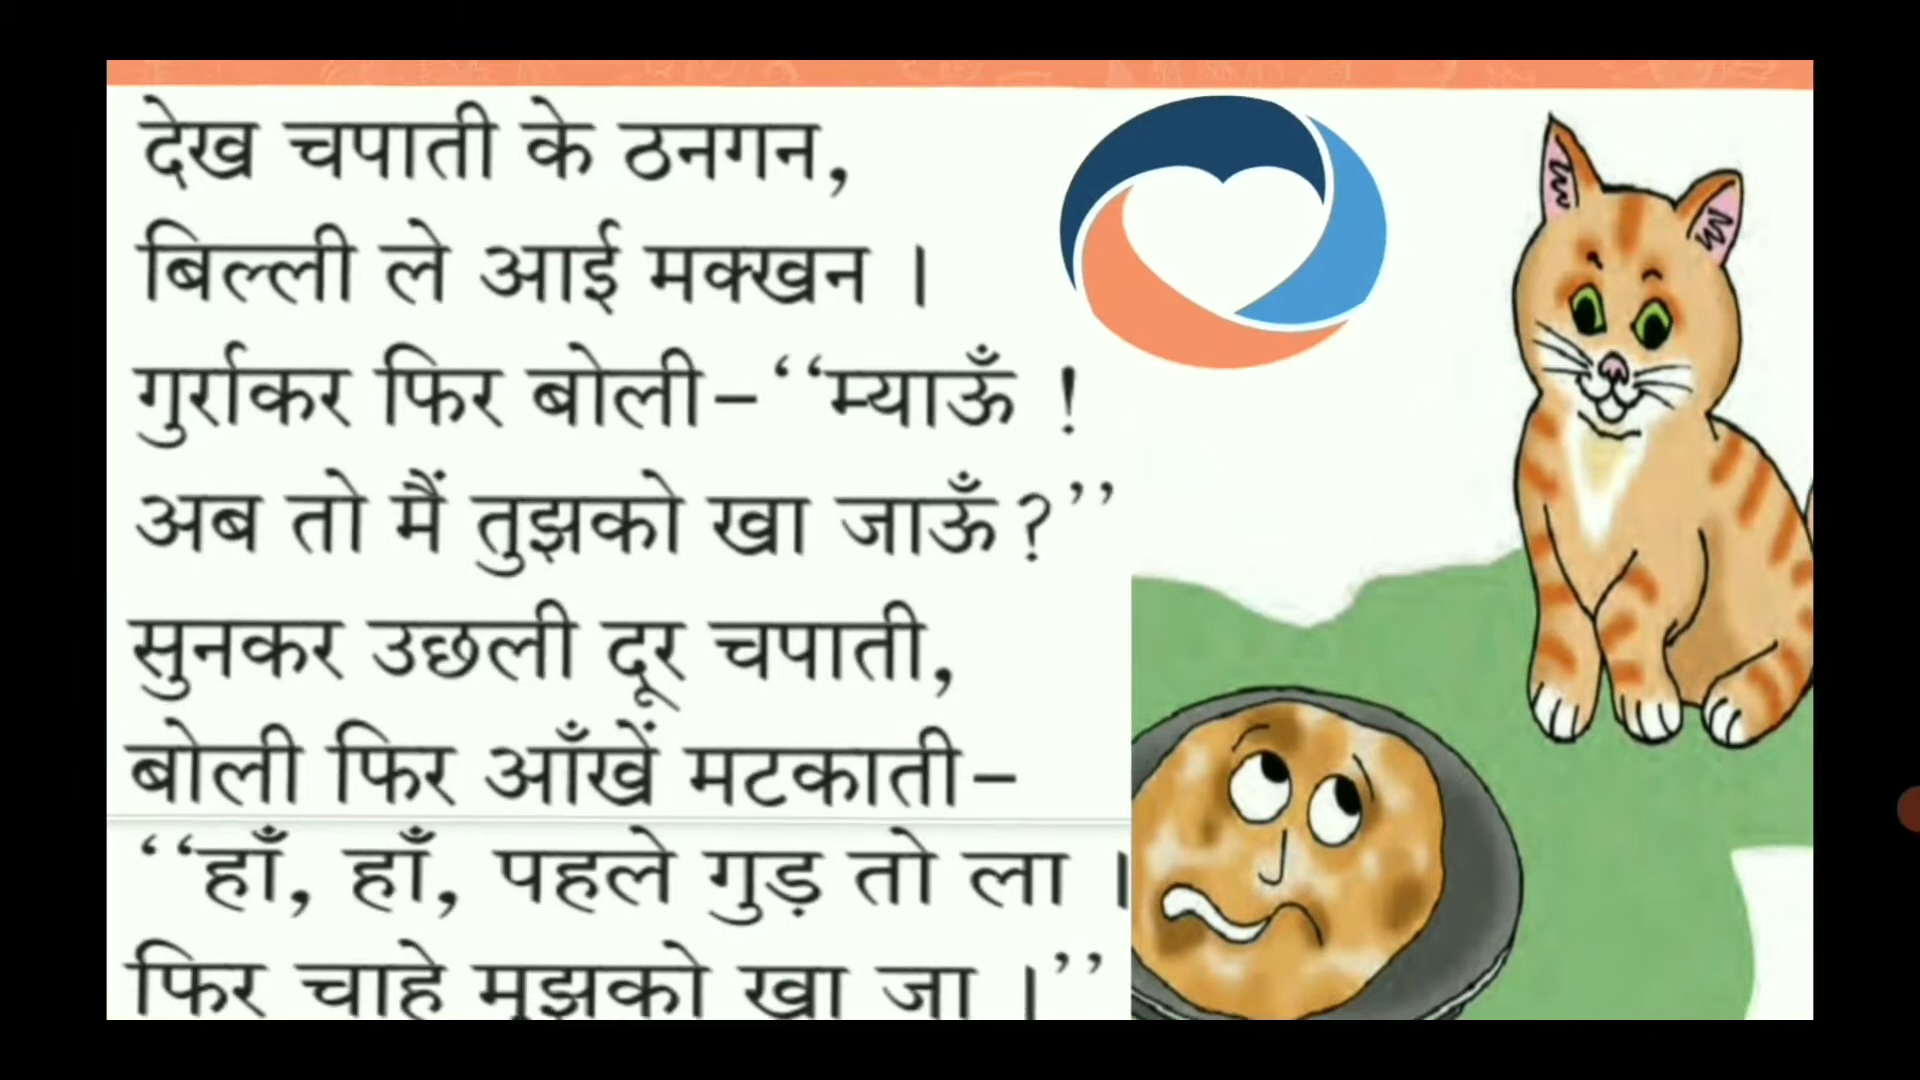 देख चपाती के ठनगन,
बिल्ली ले आई मक्खन ।
गुर्राकर फिर बोली–‘‘म्याऊँ !
अब तो मैं तुझको खा जाऊँ?’’
सुनकर उछली दूर चपाती,
बोली फिर आँखें मटकाती–
‘‘हाँ, हाँ, पहले गुड़ तो ला ।
फिर चाहे मुझको खा जा ।’’